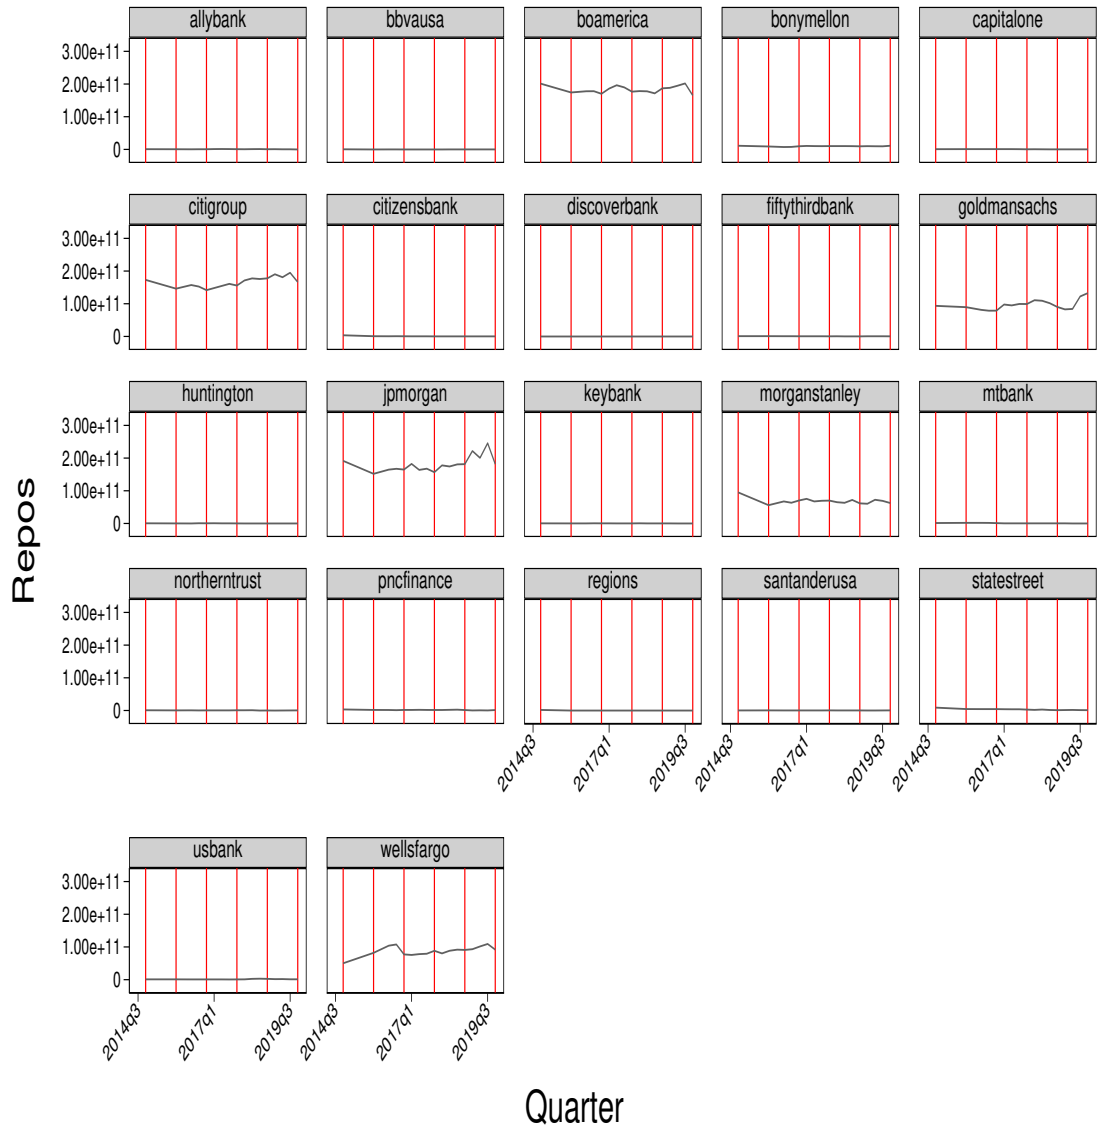 allybank bbvausa boamerica bonymellon capitalone
3.00e+11
2.00e+11
1.00e+11
0
citigroup citizensbank discoverbank fiftythirdbank goldmansachs
3.00e+11
2.00e+11
1.00e+11
0
huntington jpmorgan keybank morganstanley mtbank
3.00e+11
2.00e+11
1.00e+11
0
Repos
northerntrust pncfinance regions santanderusa statestreet
3.00e+11
2.00e+11
1.00e+11
0
2014q3 2017q1 2019q3 2014q3 2017q1 2019q3 2014q3 2017q1 2019q3
usbank wellsfargo
3.00e+11
2.00e+11
1.00e+11
0
2014q3 2017q1 2019q3 2014q3 2017q1 2019q3
Quarter